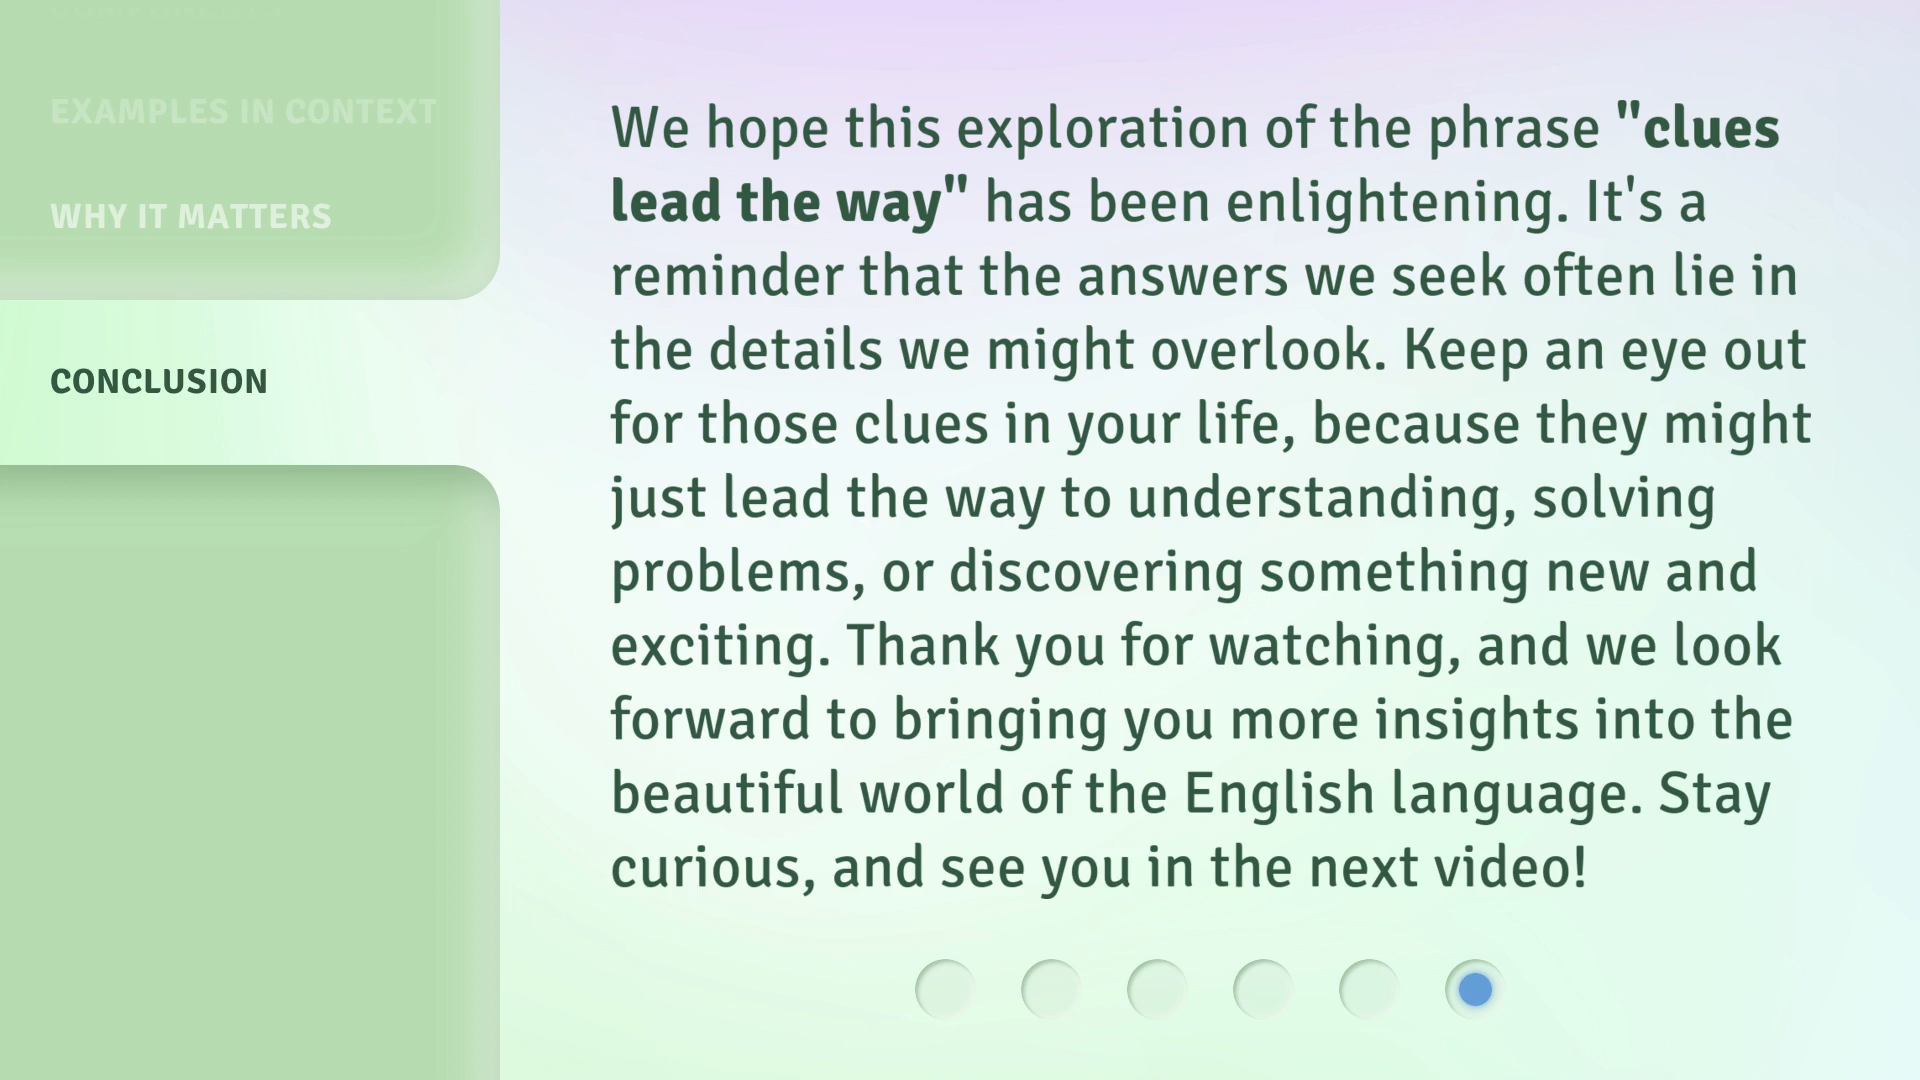 EXAMPLES IN CONTEXT
WHY IT MATTERS
CONCLUSION
We hope this exploration of the phrase "clues
lead the way" has been enlightening. It's a
reminder that the answers we seek often lie in
the details we might overlook. Keep an eye out
for those clues in your life, because they might
just lead the way to understanding, solving
problems, or discovering something new and
exciting. Thank you for watching, and we look
forward to bringing you more insights into the
beautiful world of the English language. Stay
curious, and see you in the next video!